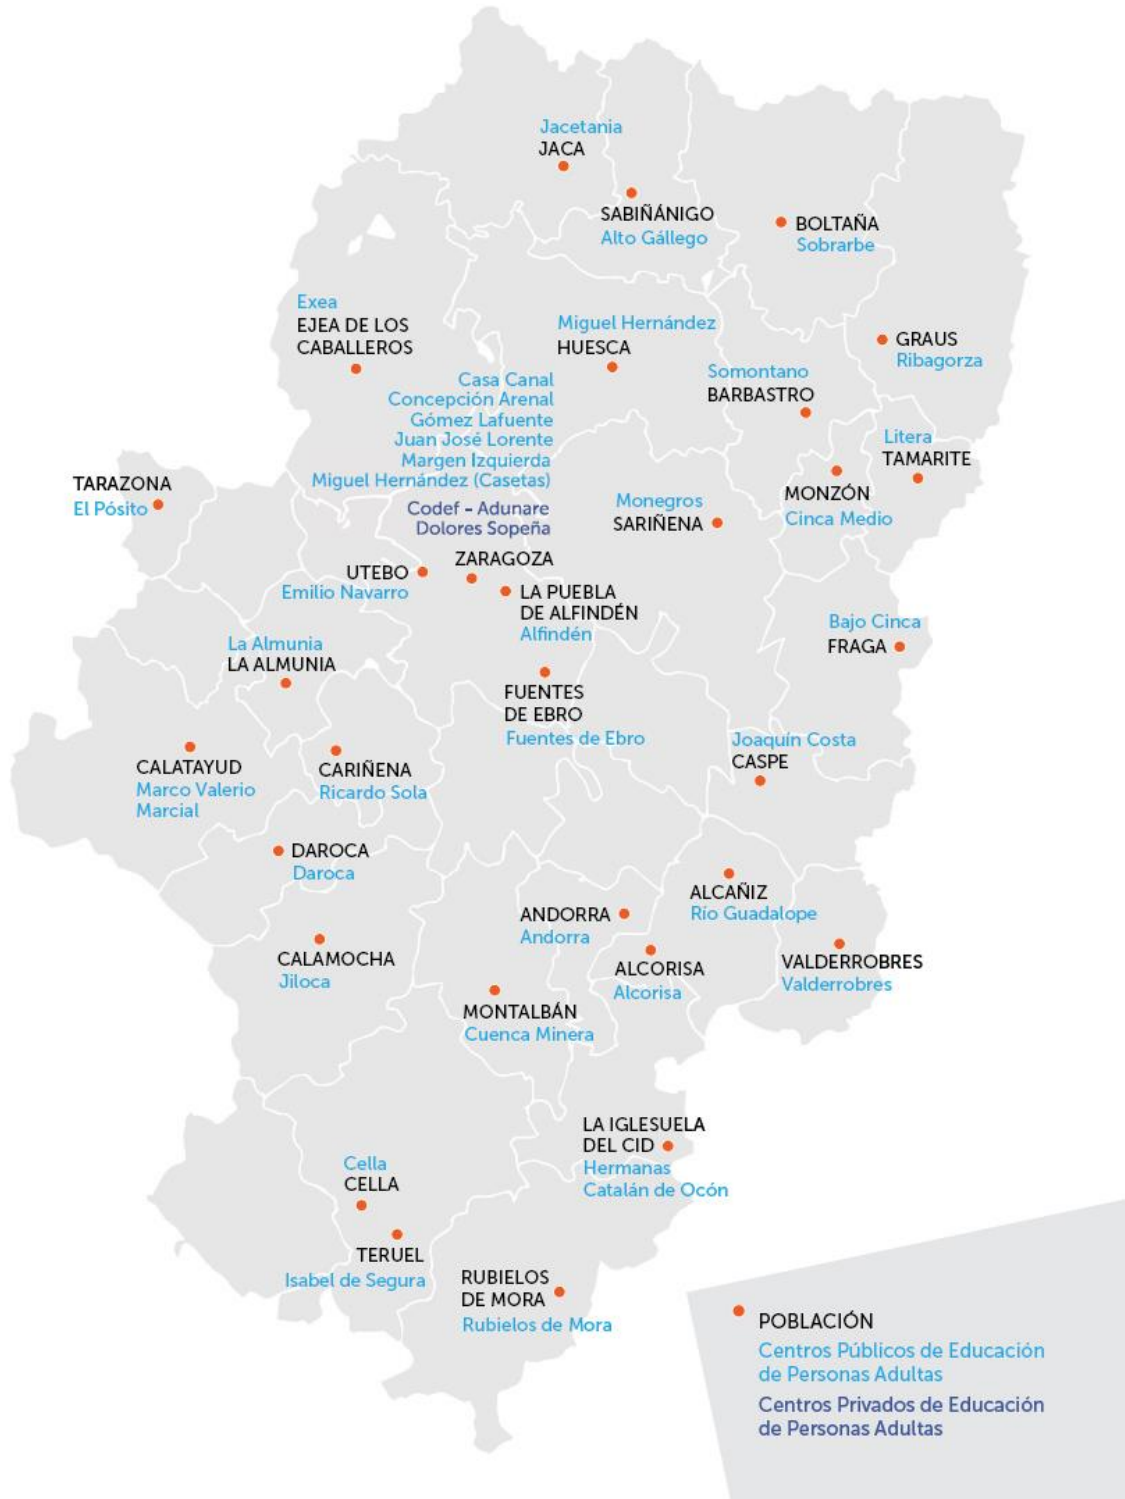 Jacetania
JACA
SABIÑÁNIGO
Alto Gállego
BOLTAÑA
Sobrarbe
Exea
EJEA DE LOS
CABALLEROS
Miguel Hernández
HUESCA
GRAUS
Ribagorza
Somontano
BARBASTRO
Casa Canal
Concepción Arenal
Gómez Lafuente
Juan José Lorente
Margen Izquierda
Miguel Hernández (Casetas)
Codef - Adunare
Dolores Sopeña
ZARAGOZA
Litera
TAMARITE
MONZÓN
Cinca Medio
TARAZONA
El Pósito
Monegros
SARIÑENA
UTEBO
Emilio Navarro
LA PUEBLA
DE ALFINDÉN
Alfindén
Bajo Cinca
FRAGA
La Almunia
LA ALMUNIA
FUENTES
DE EBRO
Fuentes de Ebro
Joaquín Costa
CASPE
CALATAYUD
Marco Valerio
Marcial
CARIÑENA
Ricardo Sola
DAROCA
Daroca
ALCAÑIZ
Río Guadalope
ANDORRA
Andorra
CALAMOCHA
Jiloca
ALCORISA
Alcorisa
VALDERROBRES
Valderrobres
MONTALBÁN
Cuenca Minera
LA IGLESUELA
DEL CID
Hermanas
Catalán de Ocón
Cella
CELLA
TERUEL
Isabel de Segura
RUBIELOS
DE MORA
Rubielos de Mora
POBLACIÓN
Centros Públicos de Educación
de Personas Adultas
Centros Privados de Educación
de Personas Adultas